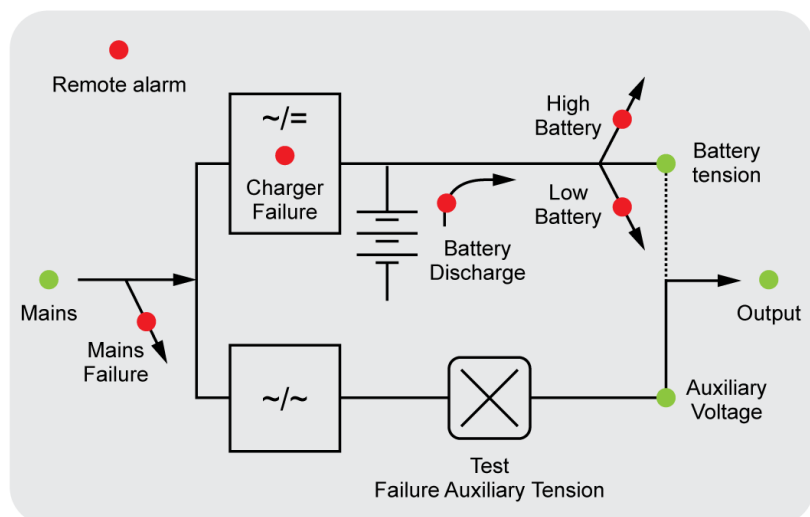 Remote alarm
~/=
Charger
Failure
High
Battery
Battery
tension
Low
Battery
Battery
Discharge
Mains
Mains
Failure
Output
~/~
Auxiliary
Voltage
Test
Failure Auxiliary Tension